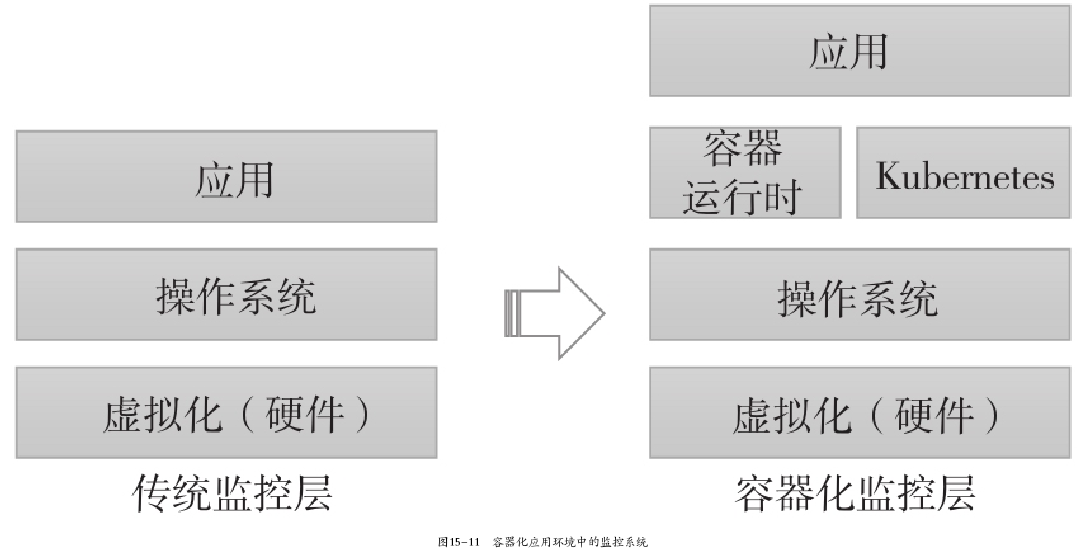 应用
操作系统
虚拟化（硬件）
传统监控层
应用
容器
运行时
Kubernetes
操作系统
虚拟化（硬件）
容器化监控层
图15-11 容器化应用环境中的监控系统